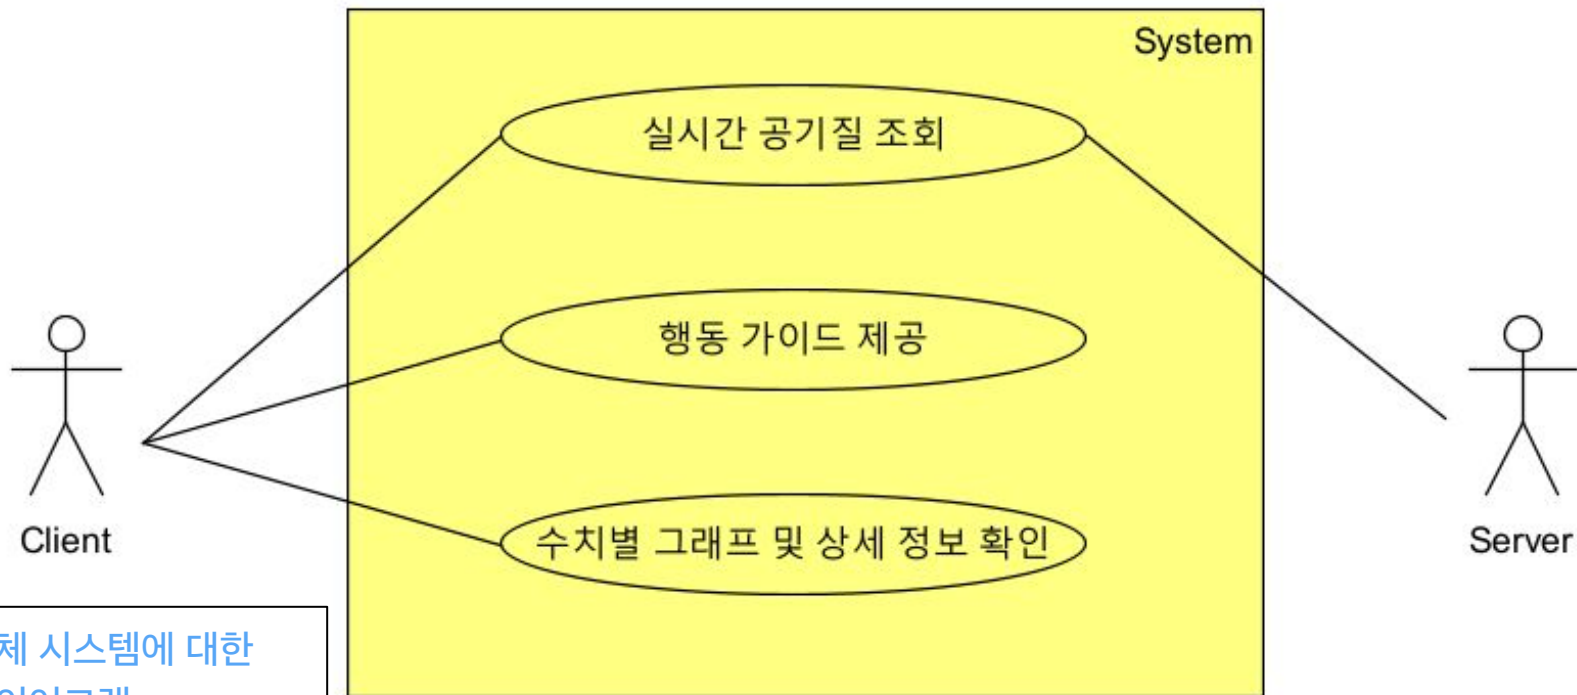 System
실시간 공기질 조회
행동 가이드 제공
수치별 그래프 및 상세 정보 확인
Client
Server
시스템에 대한